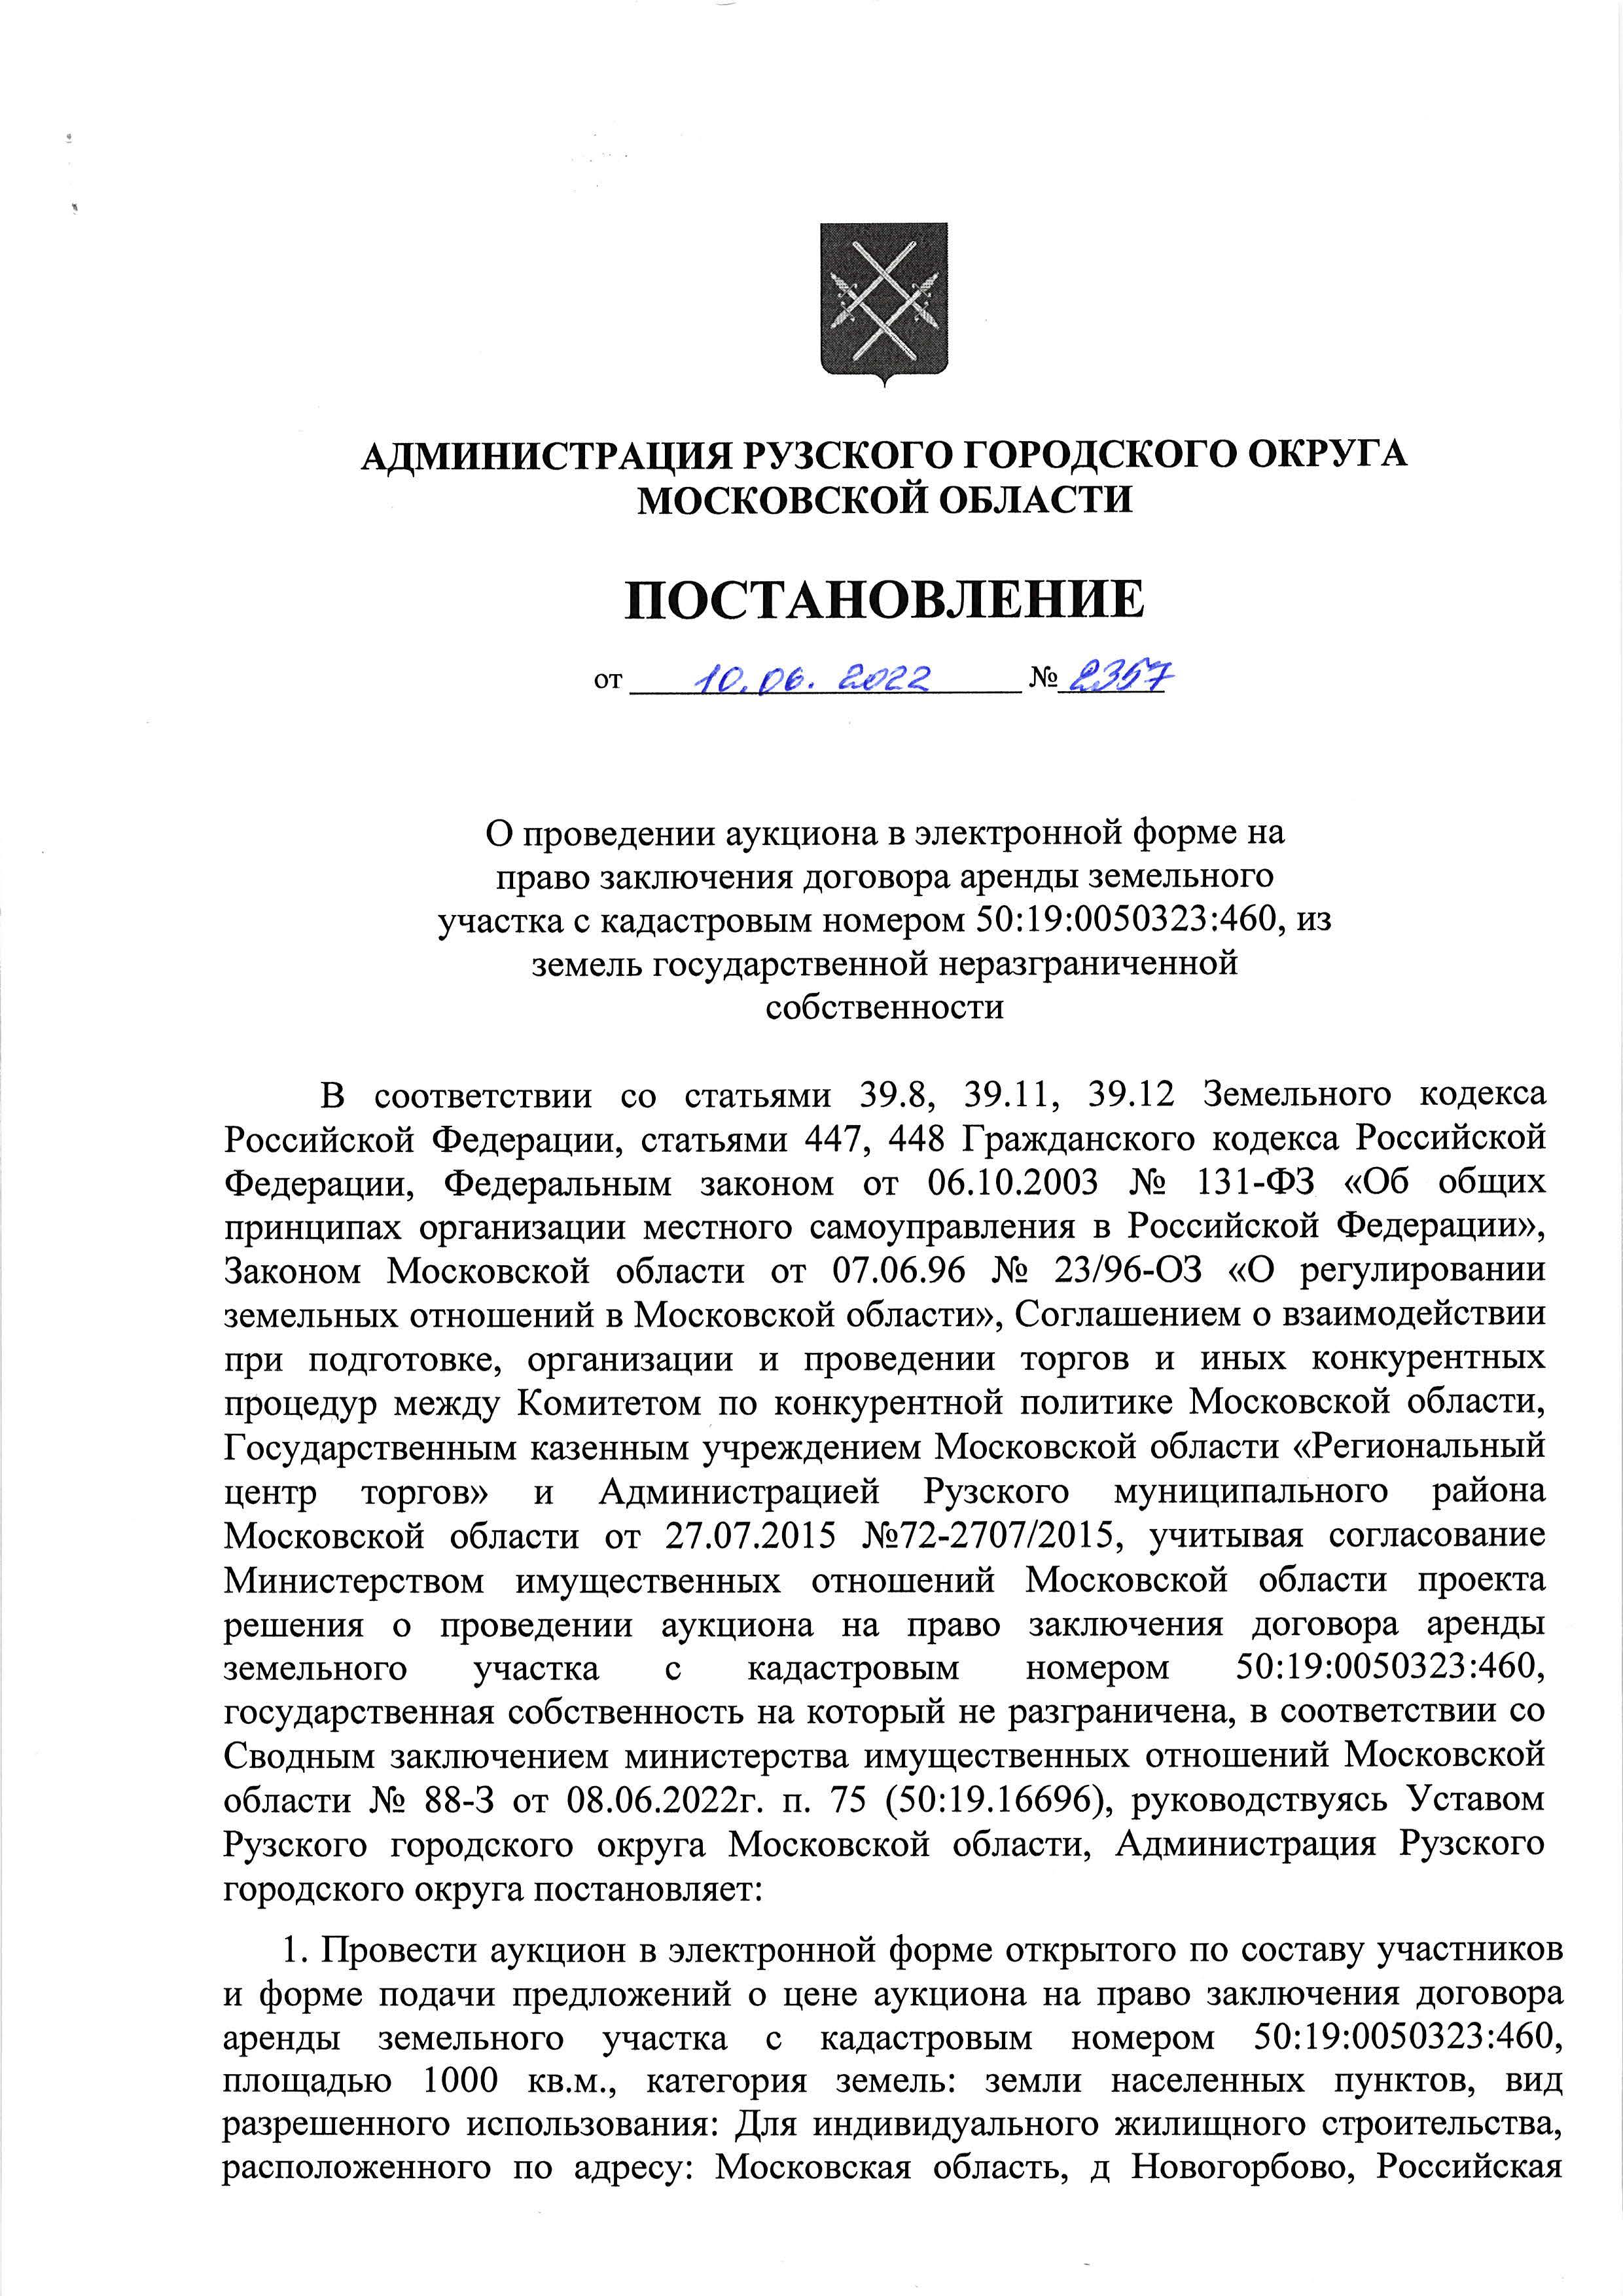 АДМИНИСТРАЦИЯ РУЗСКОГО ГОРОДСКОГО ОКРУГА
МОСКОВСКОЙ ОБЛАСТИ
ПОСТАНОВЛЕНИЕ
от 10.06.2022 № 2357
О проведении аукциона в электронной форме на
право заключения договора аренды земельного
участка с кадастровым номером 50:19:0050323:460, из
земель государственной неразграниченной
собственности
В соответствии со статьями 39.8, 39.11, 39.12 Земельного кодекса
Российской Федерации, статьями 447, 448 Гражданского кодекса Российской
Федерации, Федеральным законом от 06.10.2003 № 131-ФЗ «Об общих
принципах организации местного самоуправления в Российской Федерации»,
Законом Московской области от 07.06.96 № 23/96-ОЗ «О регулировании
земельных отношений в Московской области», Соглашением о взаимодействии
при подготовке, организации и проведении торгов и иных конкурентных
процедур между Комитетом по конкурентной политике Московской области,
Государственным казенным учреждением Московской области «Региональный
центр торгов» и Администрацией Рузского муниципального района
Московской области от 27.07.2015 №72-2707/2015, учитывая согласование
Министерством имущественных отношений Московской области проекта
решения о проведении аукциона на право заключения договора аренды
земельного участка с кадастровым номером 50:19:0050323:460,
государственная собственность на который не разграничена, в соответствии со
Сводным заключением министерства имущественных отношений Московской
области № 88-З от 08.06.2022г. п. 75 (50:19.16696), руководствуясь Уставом
Рузского городского округа Московской области, Администрация Рузского
городского округа постановляет:
1. Провести аукцион в электронной форме открытого по составу участников
и форме подачи предложений о цене аукциона на право заключения договора
аренды земельного участка с кадастровым номером 50:19:0050323:460,
площадью 1000 кв.м., категория земель: земли населенных пунктов, вид
разрешенного использования: Для индивидуального жилищного строительства,
расположенного по адресу: Московская область, д Новогорбово, Российская